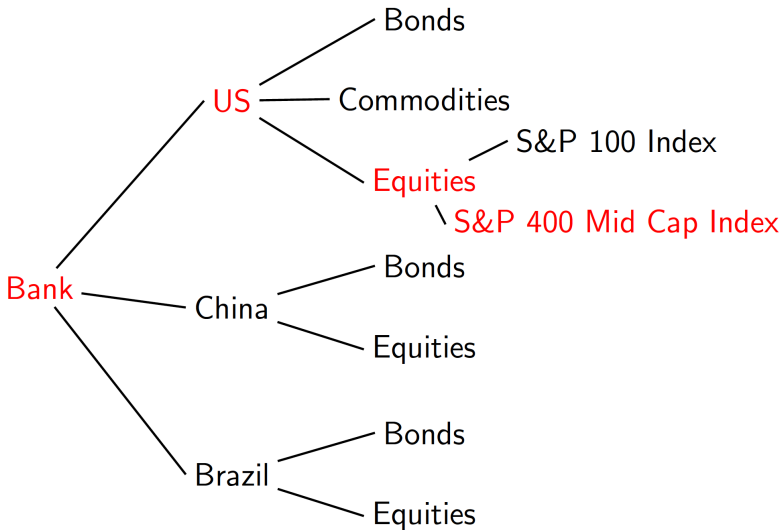 Bonds
US
Commodities
S&P 100 Index
Equities
S&P 400 Mid Cap Index
Bonds
Bank
China
Equities
Bonds
Brazil
Equities